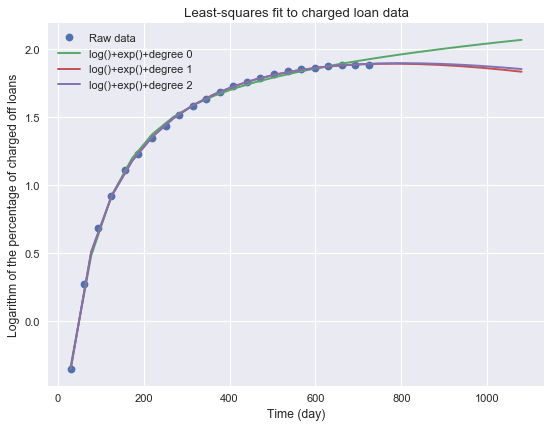 Least-squares fit to charged loan data
Raw data
log()+exp()+degree 0
log()+exp()+degree 1
log()+exp()+degree 2
Logarithm of the percentage of charged off loans
2.0
1.5
1.0
0.5
0.0
0
200
400
600
800
1000
Time (day)